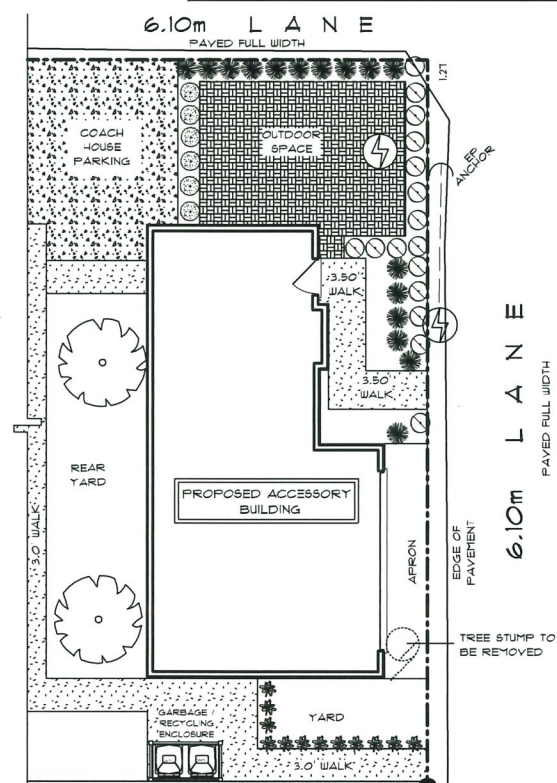 6.10m LANE
PAVED FULL WIDTH
1.27
COACH
HOUSE
PARKING
OUTDOOR
SPACE
EP
ANCHOR
3.50'
WALK
6.10m LANE
PAVED FULL WIDTH
3.50'
WALK
REAR
YARD
PROPOSED ACCESSORY
BUILDING
3.0' WALK
APRON
EDGE OF
PAVEMENT
TREE STUMP TO
BE REMOVED
GARBAGE /
RECYCLING
ENCLOSURE
YARD
3.0' WALK